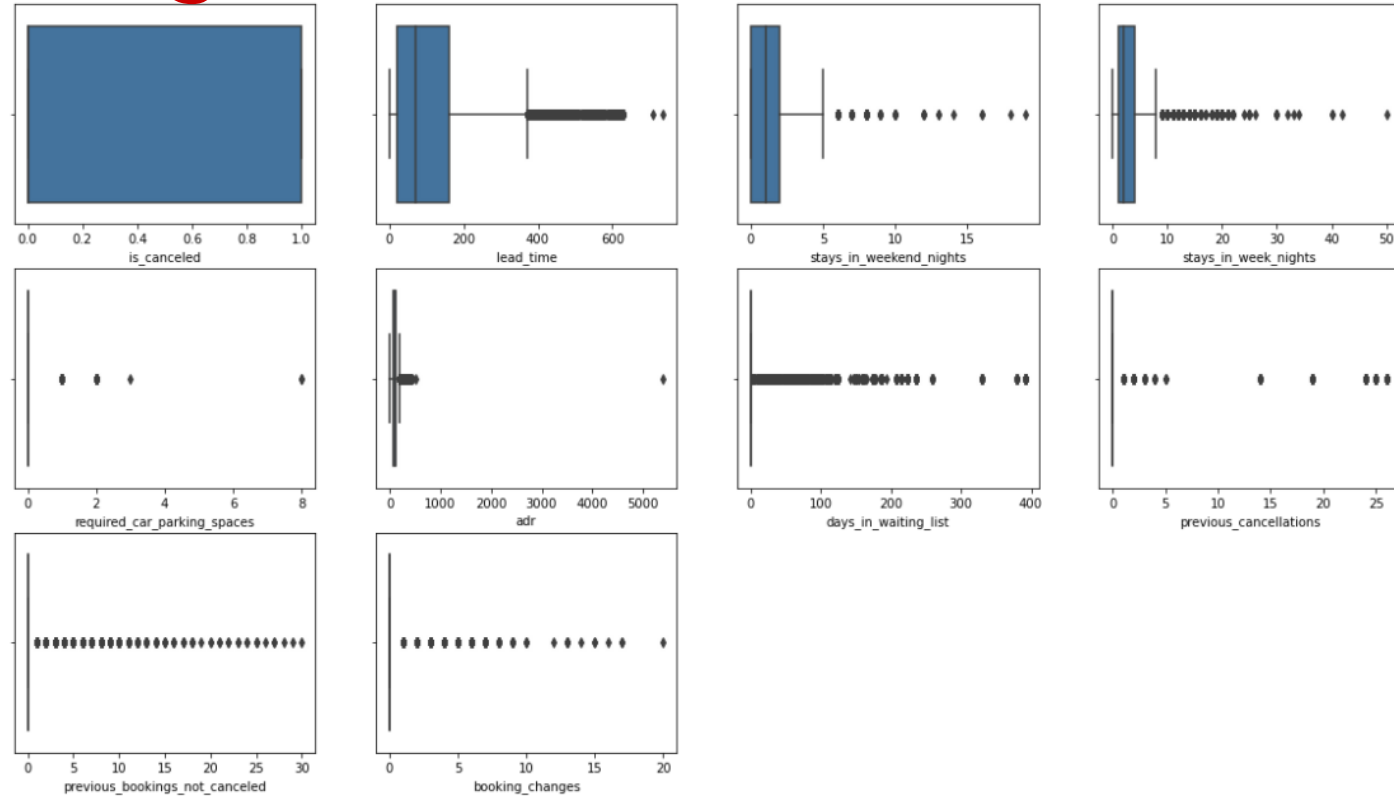 0.0 0.2 0.4 0.6 0.8 1.0
is_canceled
0 200 400 600
lead_time
0 5 10 15
stays_in_weekend_nights
0 10 20 30 40 50
stays_in_week_nights
0 2 4 6 8
required_car_parking_spaces
0 1000 2000 3000 4000 5000
adr
0 100 200 300 400
days_in_waiting_list
0 5 10 15 20 25
previous_cancellations
0 5 10 15 20 25 30
previous_bookings_not_canceled
0 5 10 15 20
booking_changes